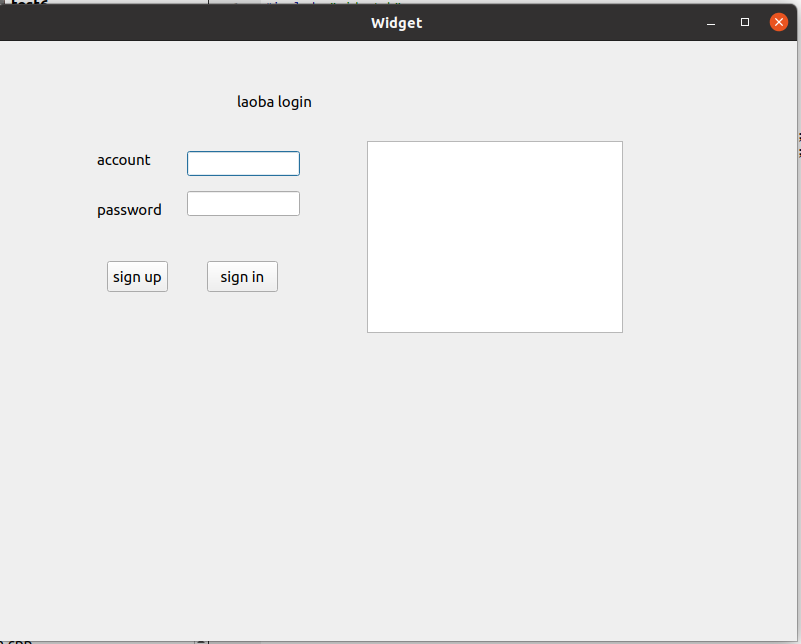 Widget
laoba login
account
password
sign up
sign in